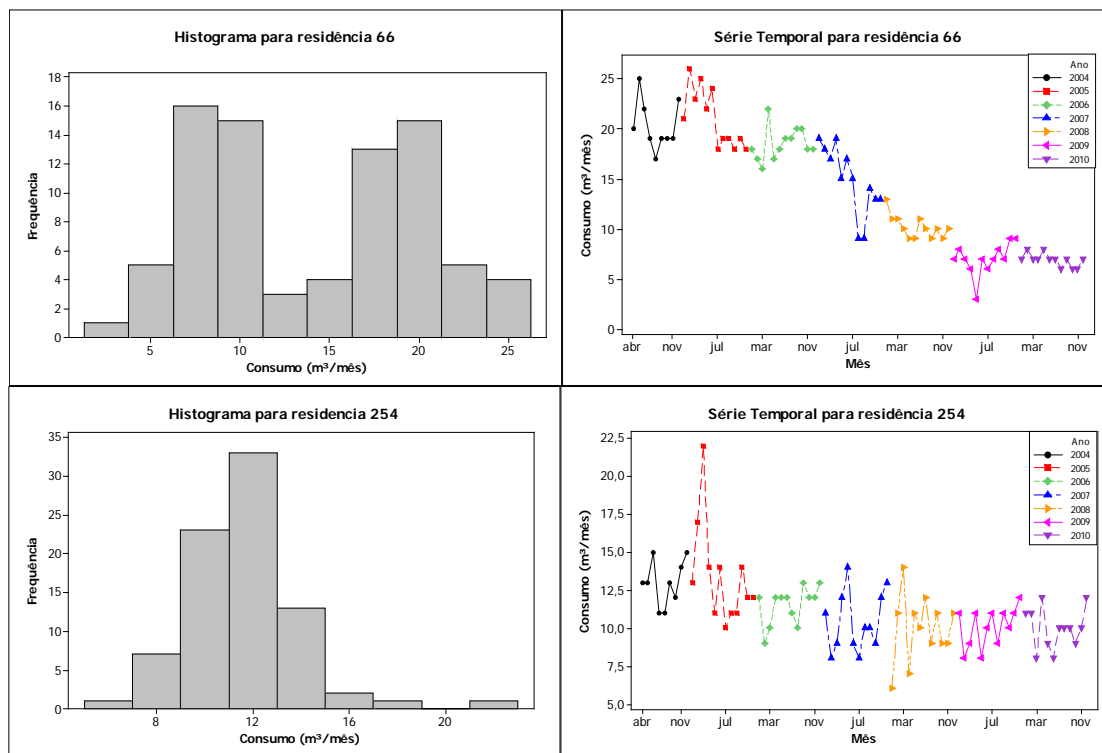 Histograma para residência 66
Frequência
18
16
14
12
10
8
6
4
2
0
5 10 15 20 25
Consumo (m³/mês)
Série Temporal para residência 66
Consumo (m³/mês)
25
20
15
10
5
0
abr nov jul mar nov jul mar nov jul mar nov
Mês
Ano
2004
2005
2006
2007
2008
2009
2010
Histograma para residencia 254
Frequência
35
30
25
20
15
10
5
0
8 12 16 20
Consumo (m³/mês)
Série Temporal para residência 254
Consumo (m³/mês)
22,5
20,0
17,5
15,0
12,5
10,0
7,5
5,0
abr nov jul mar nov jul mar nov jul mar nov
Mês
Ano
2004
2005
2006
2007
2008
2009
2010